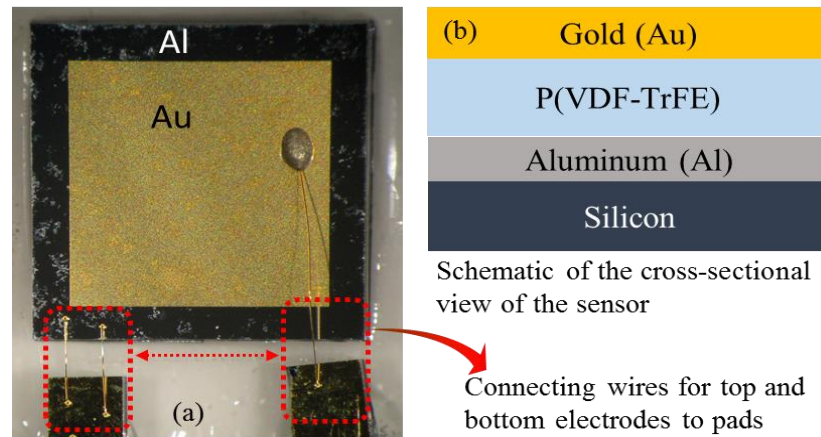 Al
Au
(a)
(b)
Gold (Au)
P(VDF-TrFE)
Aluminum (Al)
Silicon
Schematic of the cross-sectional
view of the sensor
Connecting wires for top and
bottom electrodes to pads